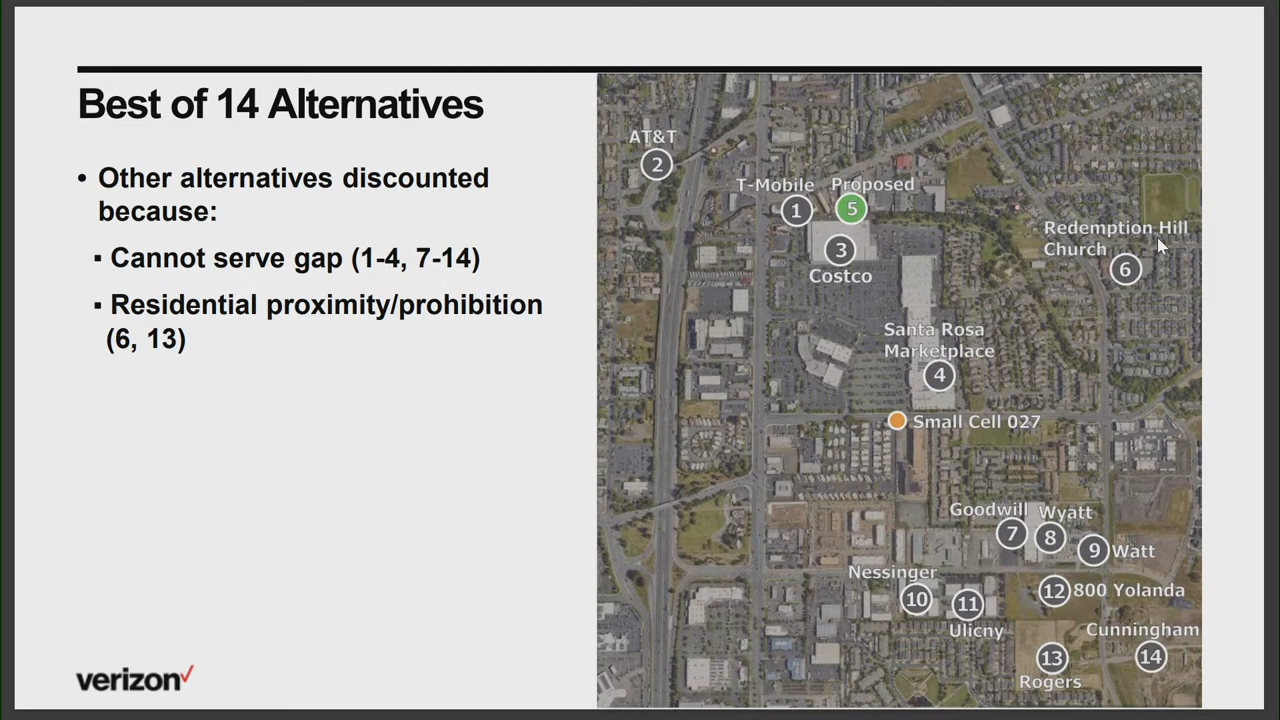 Best of 14 Alternatives
• Other alternatives discounted
because:
▪ Cannot serve gap (1-4, 7-14)
▪ Residential proximity/prohibition
(6, 13)
verizon✓
AT&T
2
T-Mobile
1
Proposed
5
3
Costco
Redemption Hill
Church
6
Santa Rosa
Marketplace
4
Small Cell 027
Goodwill
7
Wyatt
8
9 Watt
Nessinger
10
11
Ulicny
12 800 Yolanda
Cunningham
14
13
Rogers